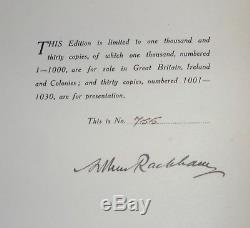 THIS Edition is limited to one thousand and
thirty copies, of which one thousand, numbered
1—1000, are for sale in Great Britain, Ireland
and Colonies; and thirty copies, numbered 1001—
1030, are for presentation.
This is No. 755
Arthur Rackham